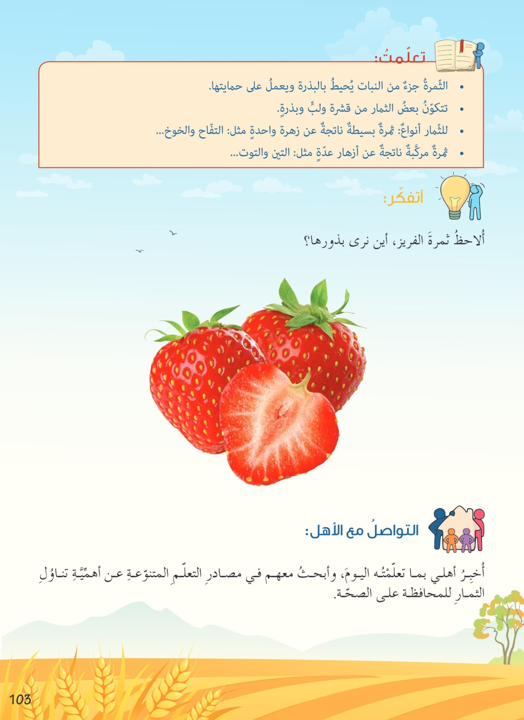 تعلّمتُ:
• الثّمرةُ جزءٌ من النبات يُحيطُ بالبذرة ويعملُ على حمايتها.
• تتكوّنُ بعضُ الثمار من قشرة ولبٍّ وبذرةٍ.
• للثّمار أنواعٌ: ثمرةٌ بسيطةٌ ناتجةٌ عن زهرة واحدةٍ مثل: التفّاح والخوخ...
• ثمرةٌ مركّبةٌ ناتجةٌ عن أزهار عدّةٍ مثل: التين والتوت...
أتفكّر:
ألاحظُ ثمرةَ الفريز، أين نرى بذورها؟
التواصلُ مع الأهل:
أُخبِرُ أهلي بما تعلّمْتُه اليومَ، وأبحثُ معهم في مصادرِ التعلّمِ المتنوّعةِ عن أهمِّيَّةِ تناوُلِ
الثمارِ للمحافظة على الصحّة.
103